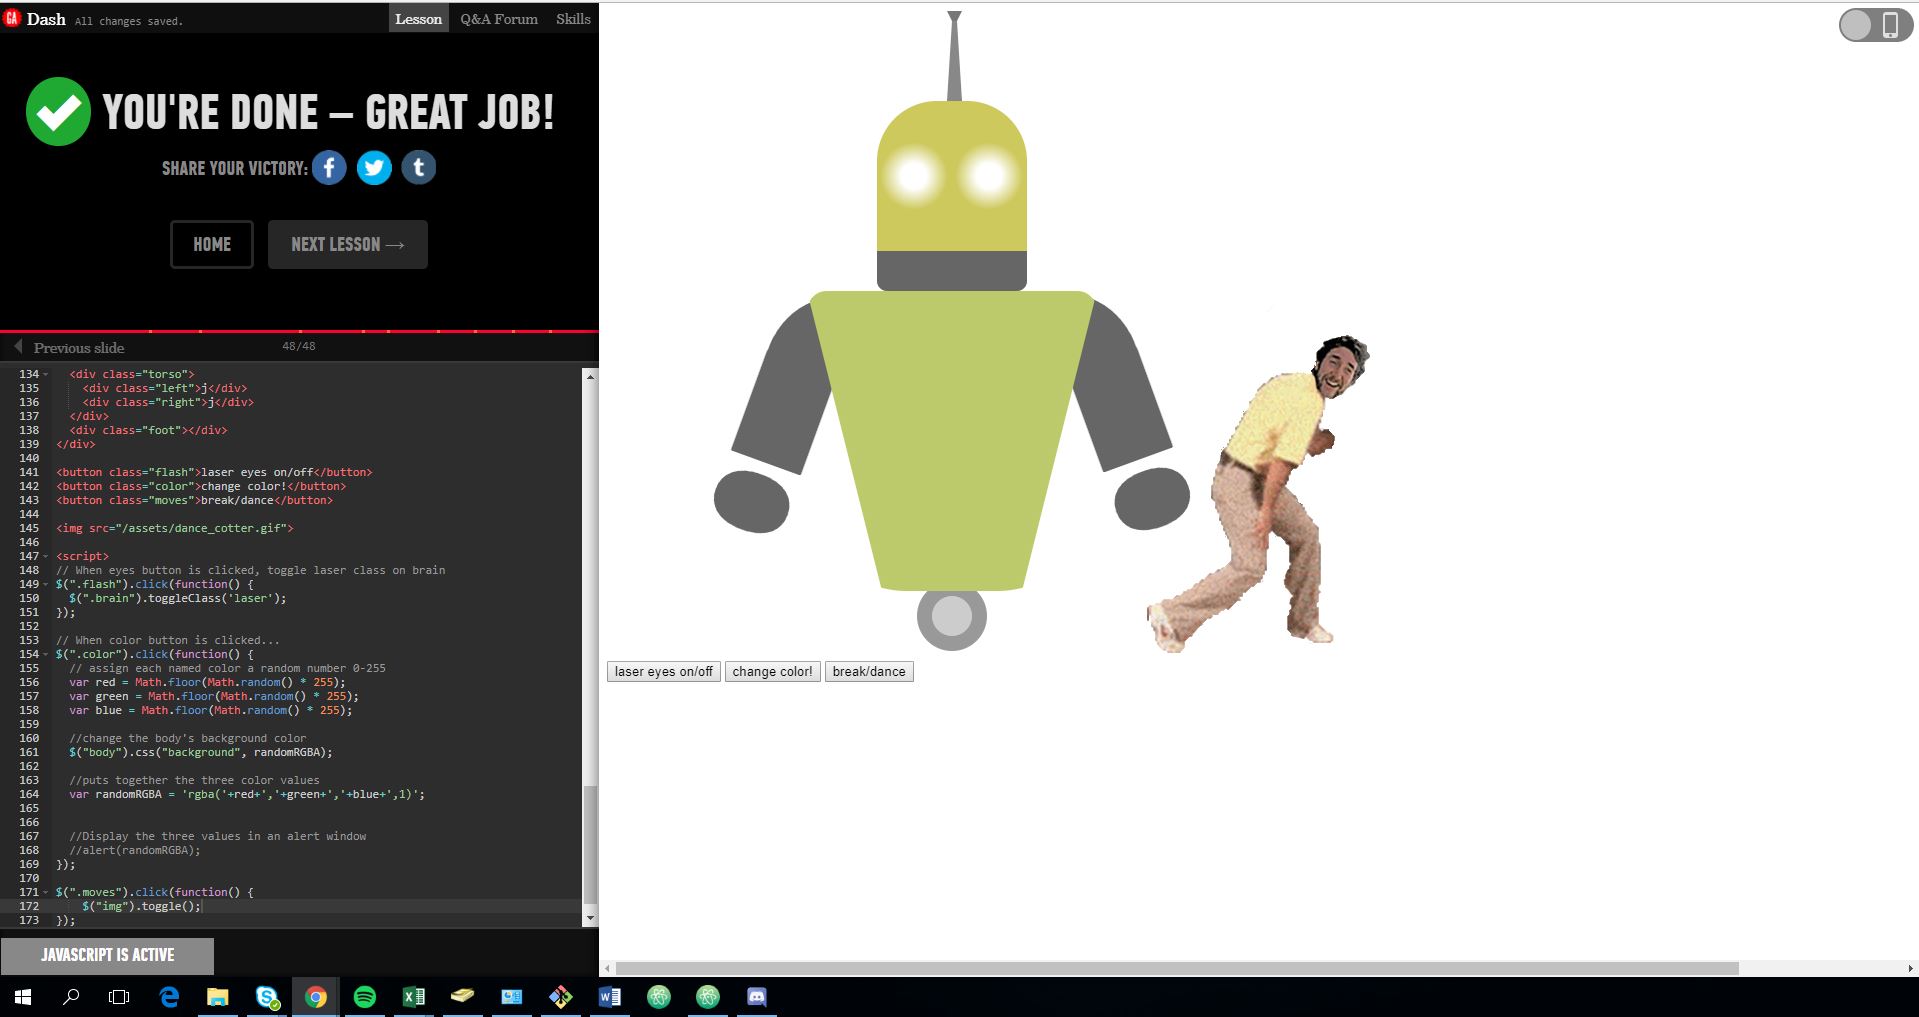 GA Dash All changes saved. Lesson Q&A Forum Skills
YOU'RE DONE – GREAT JOB!
SHARE YOUR VICTORY: f t
HOME NEXT LESSON →
Previous slide 48/48
134 <div class="torso">
135 <div class="left">j</div>
136 <div class="right">j</div>
137 </div>
138 <div class="foot"></div>
139 </div>
140
141 <button class="flash">laser eyes on/off</button>
142 <button class="color">change color!</button>
143 <button class="moves">break/dance</button>
144
145 <img src="/assets/dance_cotter.gif">
146
147 <script>
148 // When eyes button is clicked, toggle laser class on brain
149 $(".flash").click(function() {
150 $(".brain").toggleClass('laser');
151 });
152
153 // When color button is clicked...
154 $(".color").click(function() {
155 // assign each named color a random number 0-255
156 var red = Math.floor(Math.random() * 255);
157 var green = Math.floor(Math.random() * 255);
158 var blue = Math.floor(Math.random() * 255);
159
160 //change the body's background color
161 $("body").css("background", randomRGBA);
162
163 //puts together the three color values
164 var randomRGBA = 'rgba('+red+','+green+','+blue+',1)';
165
166
167 //Display the three values in an alert window
168 //alert(randomRGBA);
169 });
170
171 $(".moves").click(function() {
172 $("img").toggle();
173 });
JAVASCRIPT IS ACTIVE
laser eyes on/off change color! break/dance